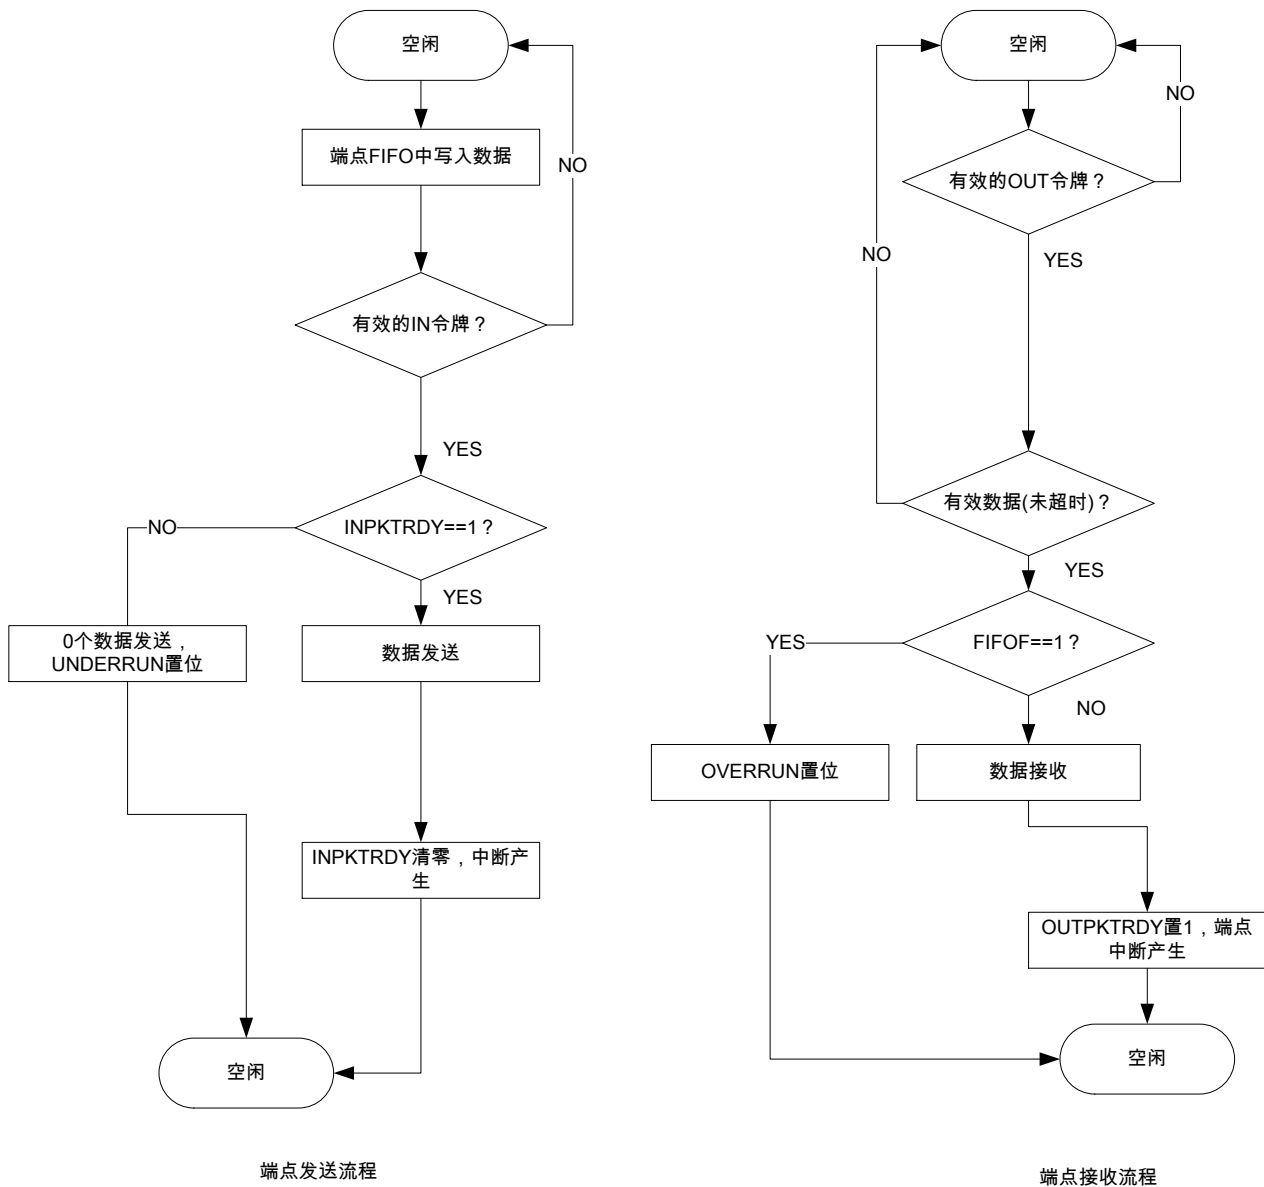 空闲
端点FIFO中写入数据
NO
有效的IN令牌？
YES
INPKTRDY==1？
NO
YES
0个数据发送，
UNDERRUN置位
数据发送
INPKTRDY清零，中断产
生
空闲
端点发送流程
空闲
NO
有效的OUT令牌？
NO
YES
有效数据(未超时)？
YES
FIFOF==1？
YES
NO
OVERRUN置位
数据接收
OUTPKTRDY置1，端点
中断产生
空闲
端点接收流程